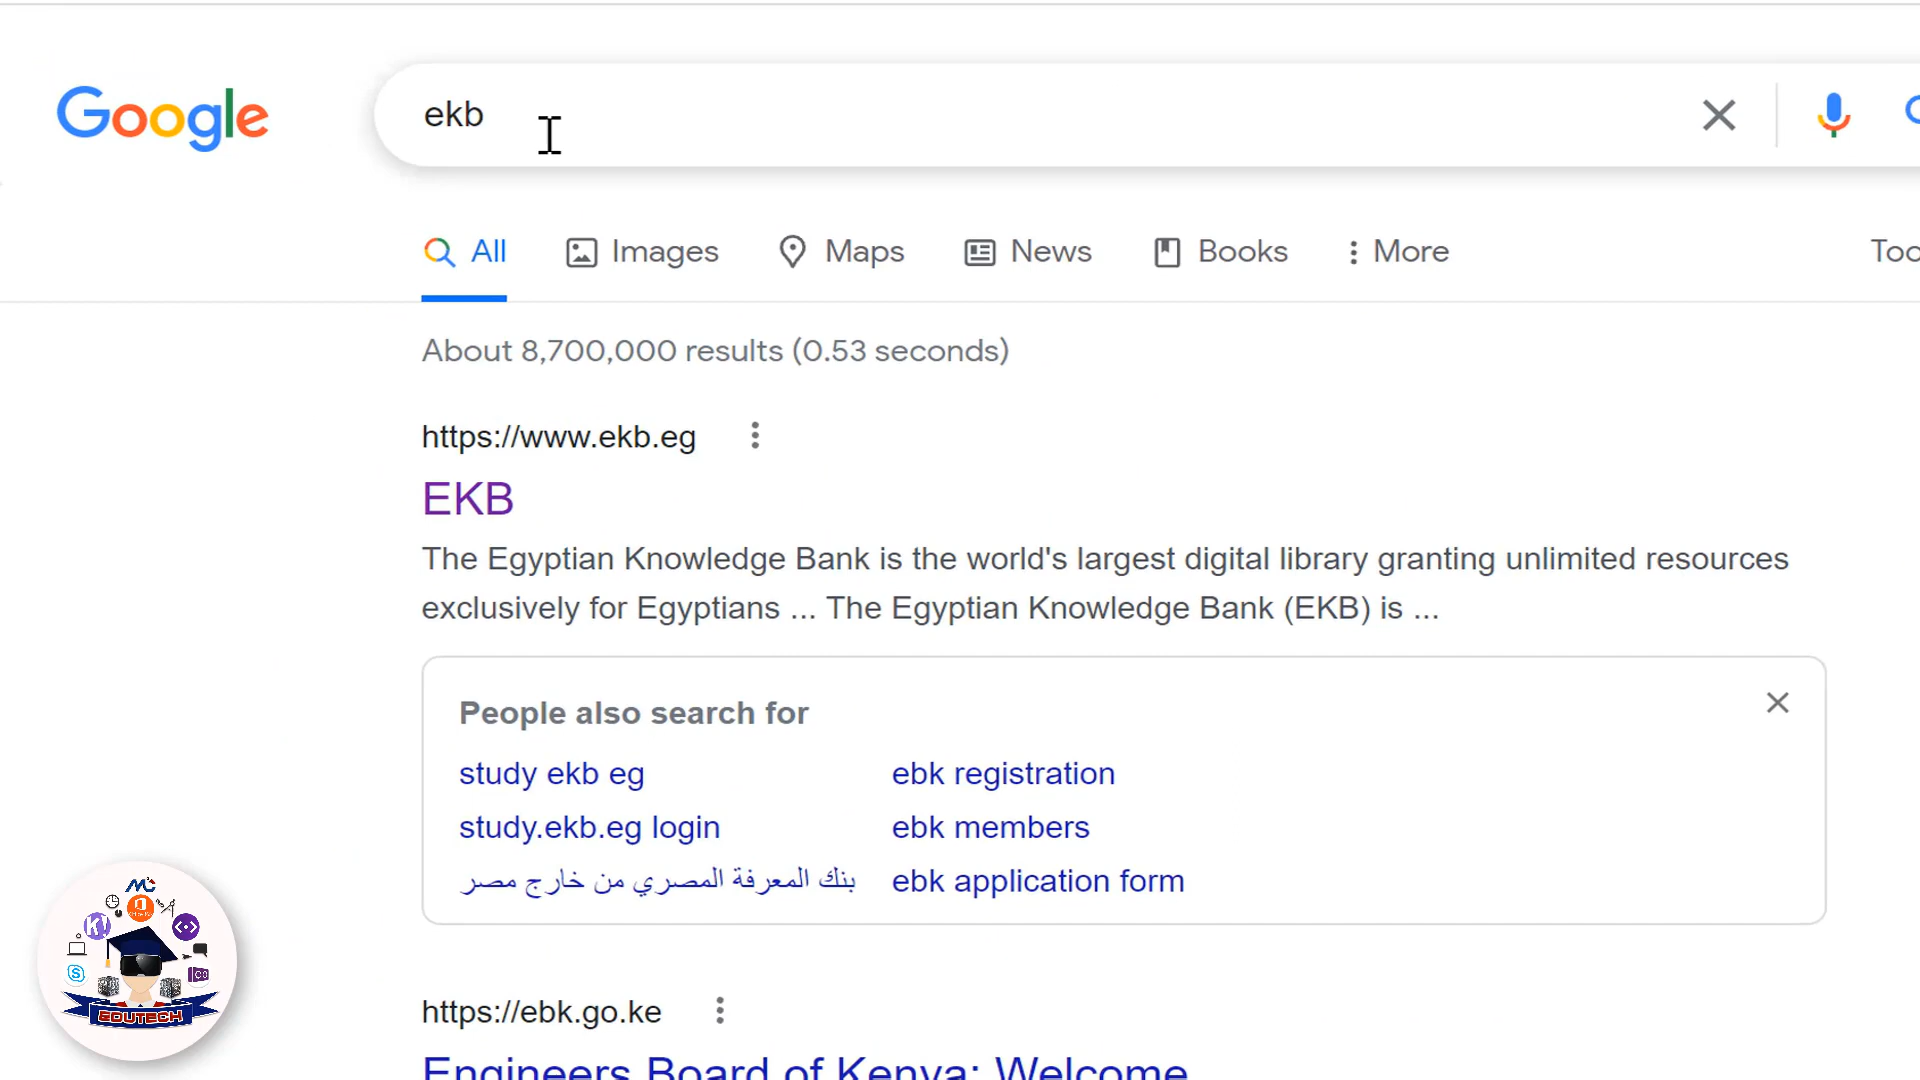 Google
ekb
All Images Maps News Books More
About 8,700,000 results (0.53 seconds)
https://www.ekb.eg
EKB
The Egyptian Knowledge Bank is the world's largest digital library granting unlimited resources
exclusively for Egyptians ... The Egyptian Knowledge Bank (EKB) is ...
People also search for
study ekb eg ebk registration
study.ekb.eg login ebk members
بنك المعرفة المصري من خارج مصر ebk application form
https://ebk.go.ke
Engineers Board of Kenya: Welcome
EDUTECH